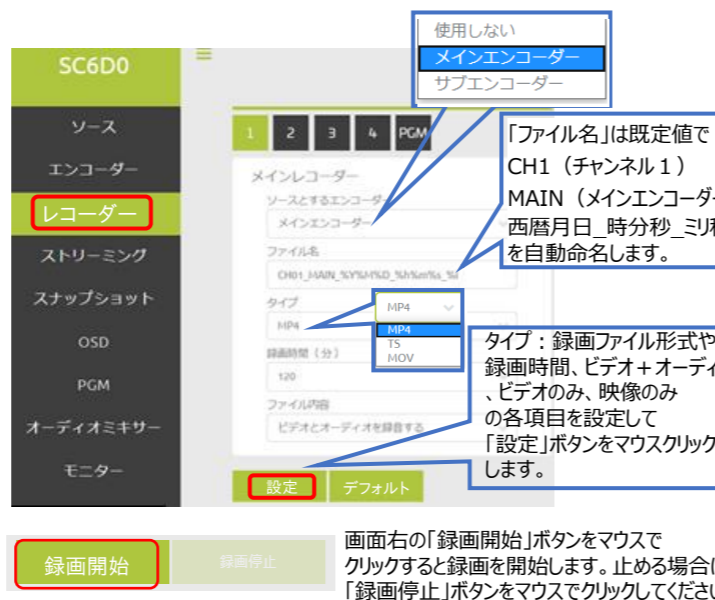 使用しない
メインエンコーダー
サブエンコーダー
SC6D0
ソース
エンコーダー
レコーダー
ストリーミング
スナップショット
OSD
PGM
オーディオミキサー
モニター
1 2 3 4 PGM
メインレコーダー
ソースとするエンコーダー
メインエンコーダー
ファイル名
CH01_MAIN_%Y%M%D_%h%m%s_%i
タイプ
MP4
MP4
MP4
TS
MOV
録画時間（分）
120
ファイル内容
ビデオとオーディオを録音する
設定 デフォルト
「ファイル名」は既定値で
CH1（チャンネル１）
MAIN（メインエンコーダー
西暦月日_時分秒_ミリ秒
を自動命名します。
タイプ：録画ファイル形式や
録画時間、ビデオ＋オーディ
、ビデオのみ、映像のみ
の各項目を設定して
「設定」ボタンをマウスクリック
します。
録画開始 録画停止
画面右の「録画開始」ボタンをマウスで
クリックすると録画を開始します。止める場合は
「録画停止」ボタンをマウスでクリックしてください